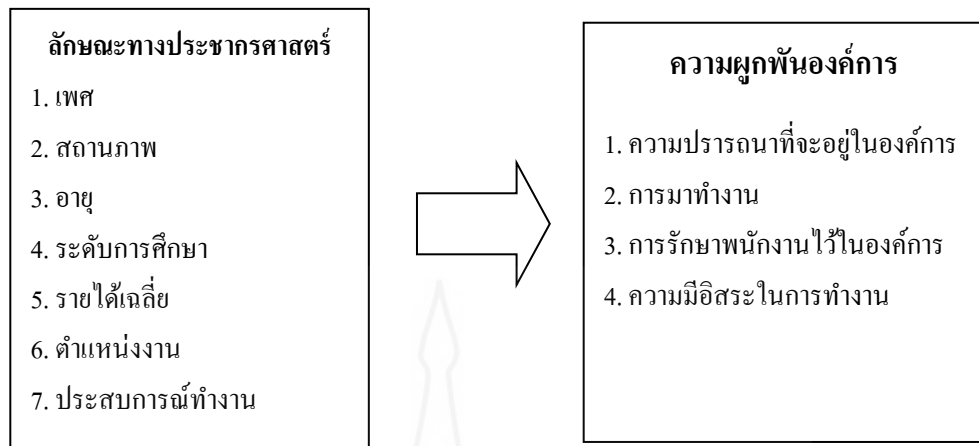 ลักษณะทางประชากรศาสตร์
1. เพศ
2. สถานภาพ
3. อายุ
4. ระดับการศึกษา
5. รายได้เฉลี่ย
6. ตำแหน่งงาน
7. ประสบการณ์ทำงาน
ความผูกพันองค์การ
1. ความปรารถนาที่จะอยู่ในองค์การ
2. การมาทำงาน
3. การรักษาพนักงานไว้ในองค์การ
4. ความมีอิสระในการทำงาน